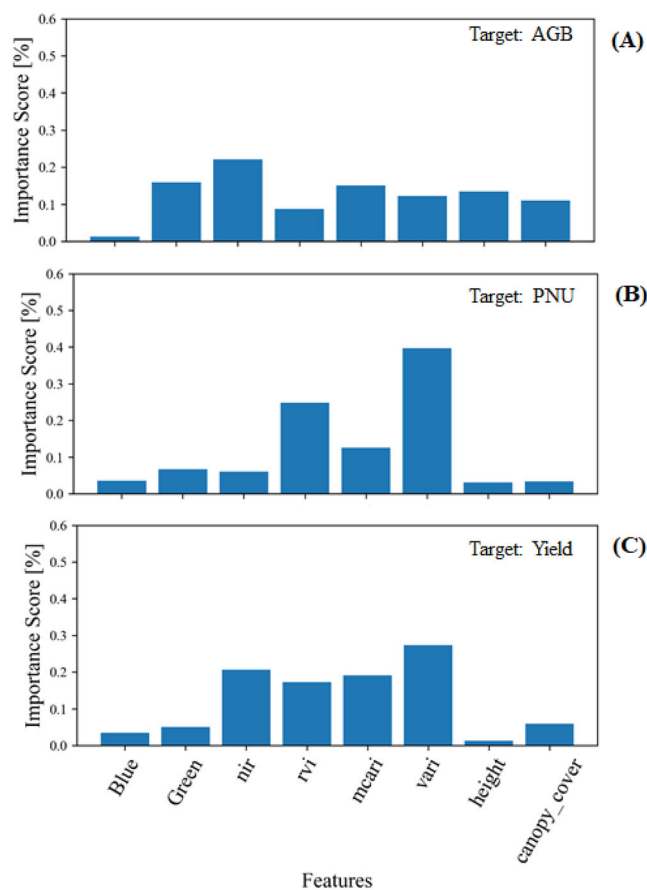 Target: AGB
(A)
Importance Score [%]
0.6
0.5
0.4
0.3
0.2
0.1
0.0
Target: PNU
(B)
Importance Score [%]
0.6
0.5
0.4
0.3
0.2
0.1
0.0
Target: Yield
(C)
Importance Score [%]
0.6
0.5
0.4
0.3
0.2
0.1
0.0
Blue
Green
nir
rvi
mcari
vari
height
canopy_cover
Features